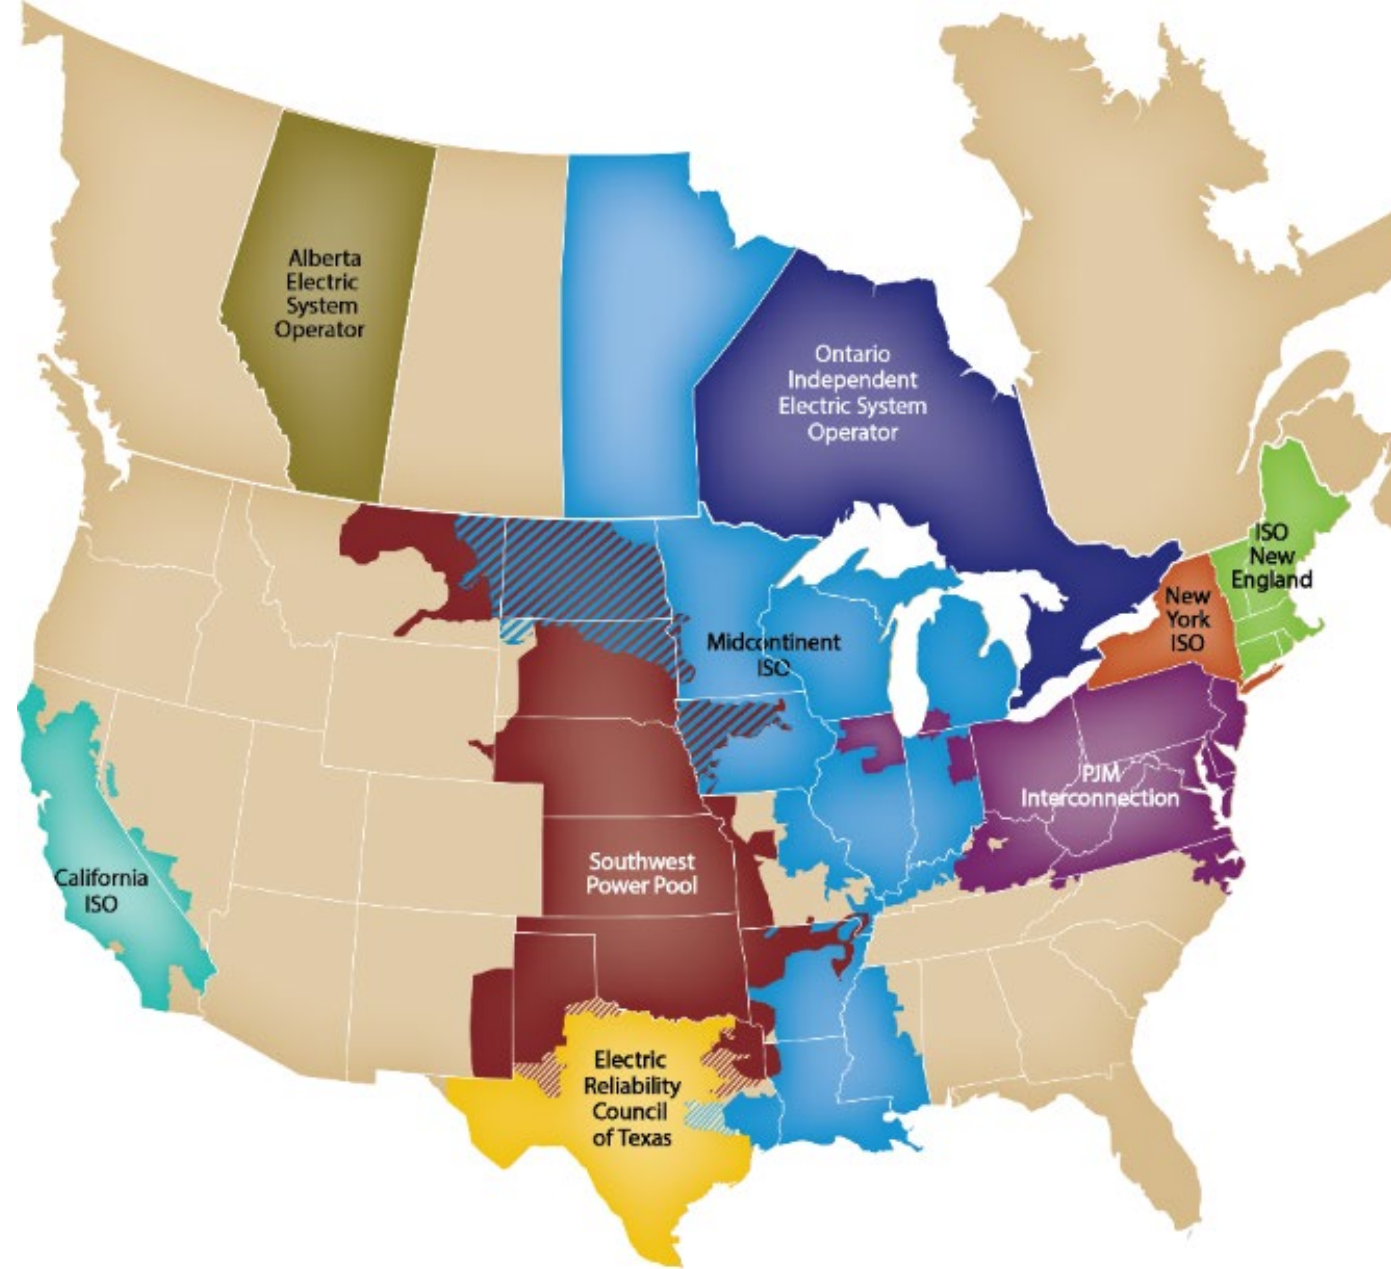 Alberta
Electric
System
Operator
Ontario
Independent
Electric System
Operator
ISO
New
England
New
York
ISO
Midcontinent
ISO
PJM
Interconnection
Southwest
Power Pool
California
ISO
Electric
Reliability
Council
of Texas